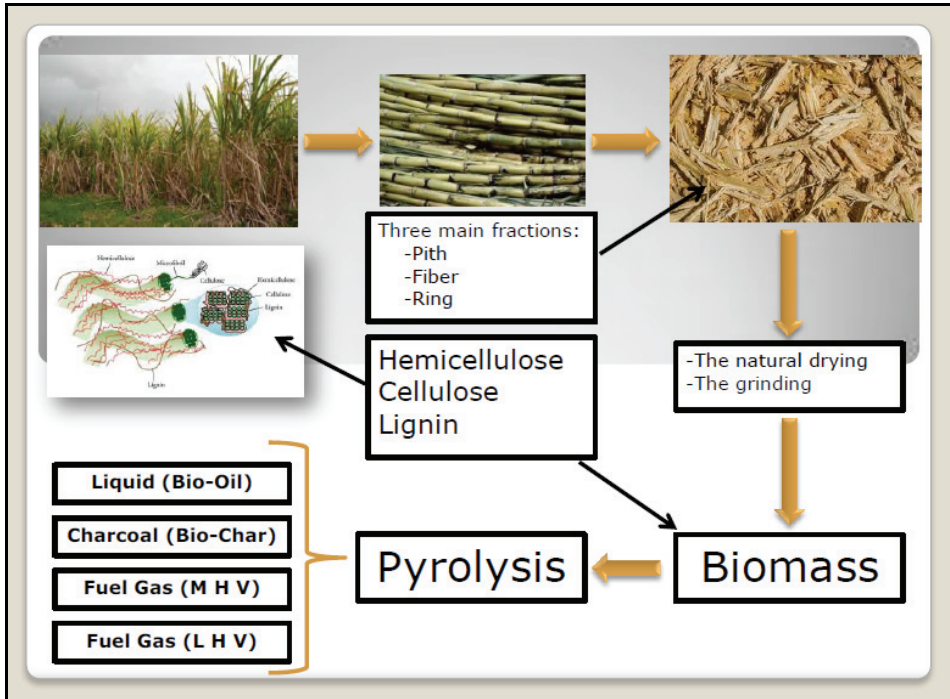 Three main fractions:
-Pith
-Fiber
-Ring
Hemicellulose
Microfibril
Cellulose
Hemicellulose
Cellulose
Lignin
Lignin
Hemicellulose
Cellulose
Lignin
-The natural drying
-The grinding
Liquid (Bio-Oil)
Charcoal (Bio-Char)
Fuel Gas (M H V)
Fuel Gas (L H V)
Pyrolysis
Biomass